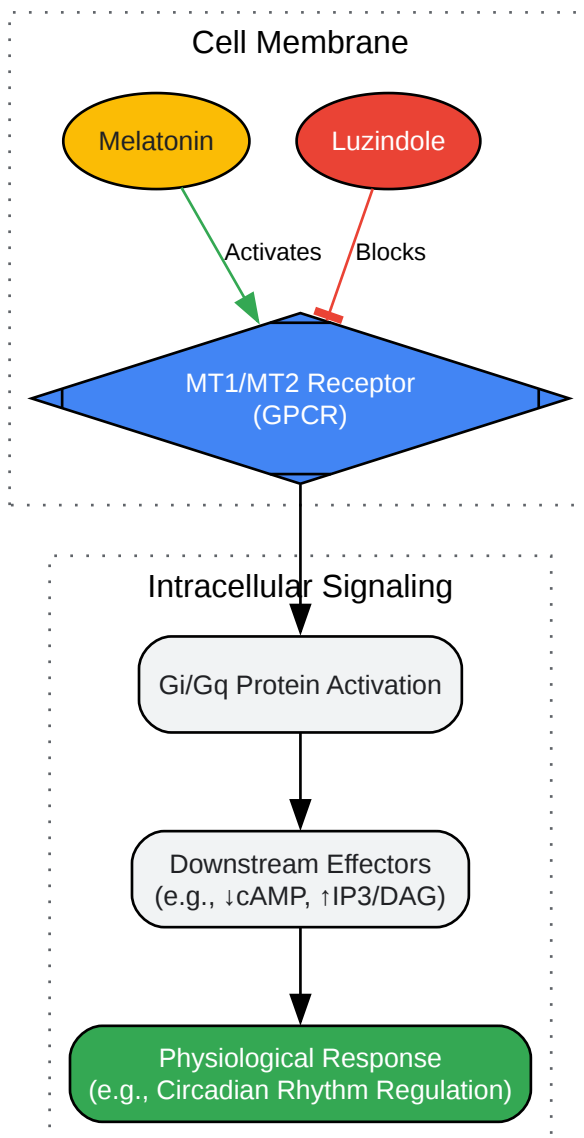 Cell Membrane
Melatonin
Luzindole
Activates
Blocks
MT1/MT2 Receptor
(GPCR)
Intracellular Signaling
Gi/Gq Protein Activation
Downstream Effectors
(e.g., ↓cAMP, ↑IP3/DAG)
Physiological Response
(e.g., Circadian Rhythm Regulation)